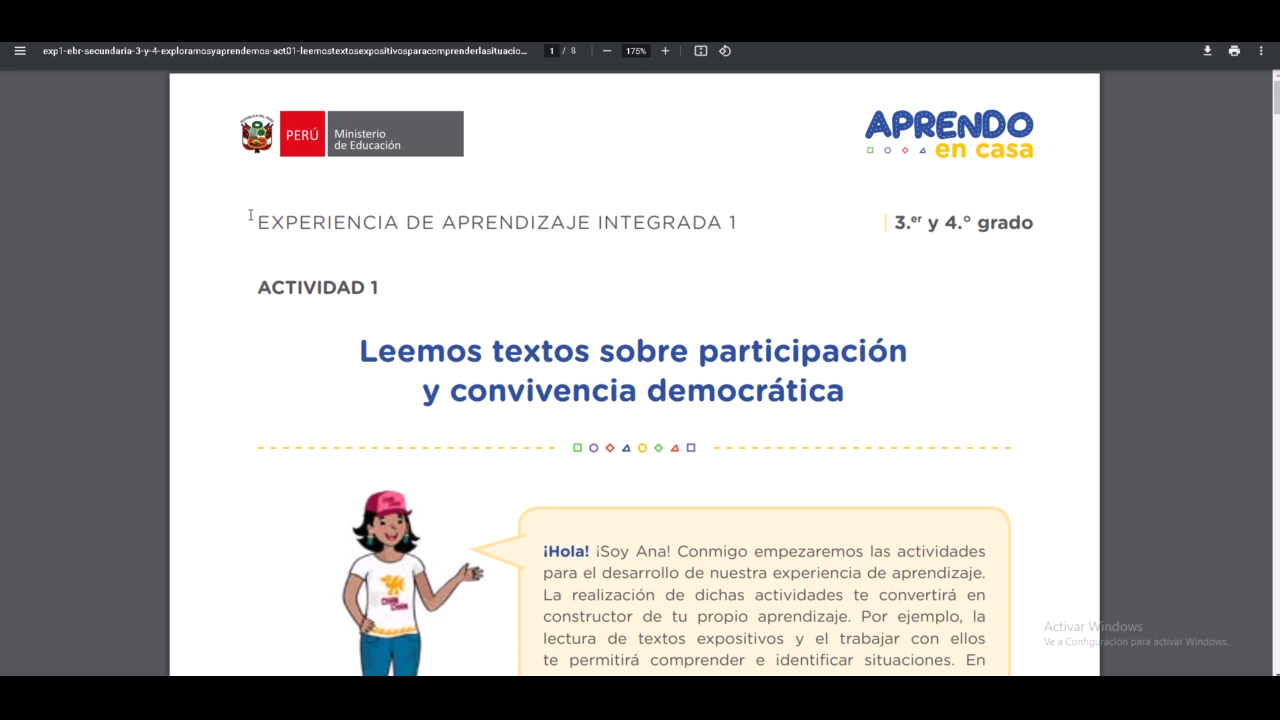 exp1-ebr-secundaria-3-y-4-exploramosyaprendemos-act01-leemostextosexpositivosparacomprenderlasituacio...
1 / 8
175%
PERÚ
Ministerio
de Educación
APRENDO
en casa
EXPERIENCIA DE APRENDIZAJE INTEGRADA 1
3.er y 4.° grado
ACTIVIDAD 1
Leemos textos sobre participación
y convivencia democrática
¡Hola! ¡Soy Ana! Conmigo empezaremos las actividades
para el desarrollo de nuestra experiencia de aprendizaje.
La realización de dichas actividades te convertirá en
constructor de tu propio aprendizaje. Por ejemplo, la
lectura de textos expositivos y el trabajar con ellos
te permitirá comprender e identificar situaciones. En
Activar Windows
Ve a Configuración para activar Windows.